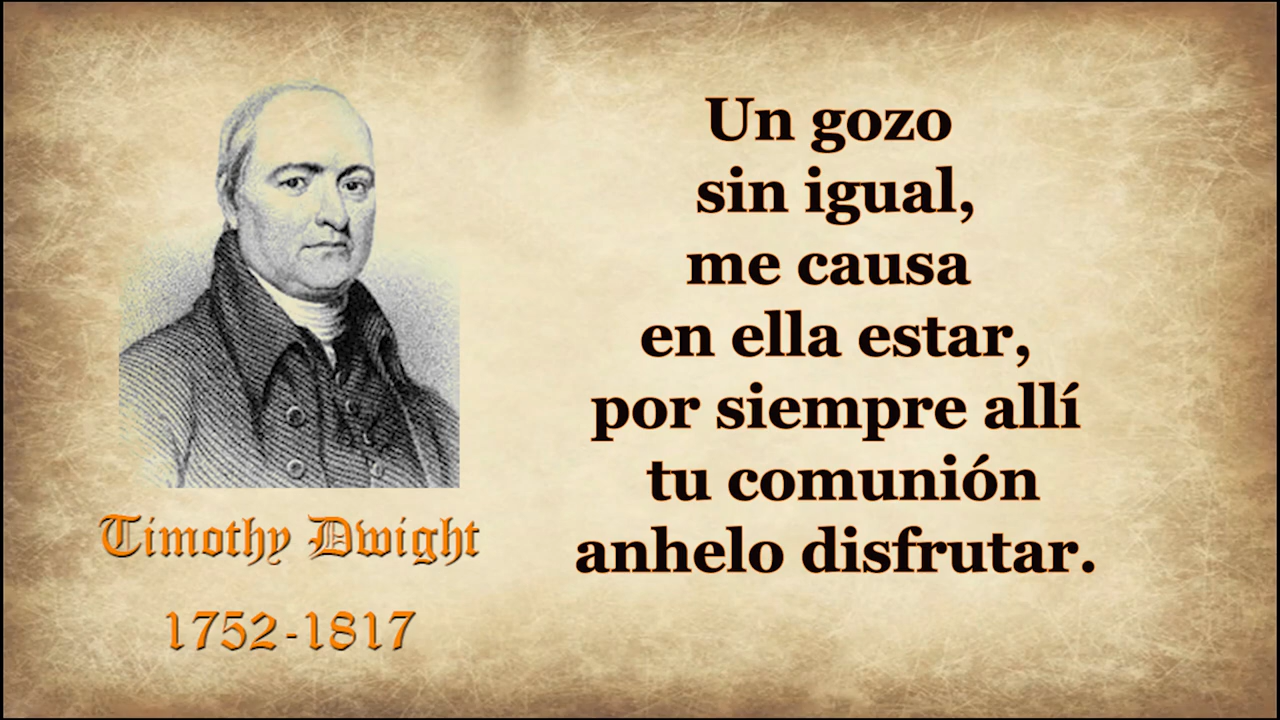 Un gozo
sin igual,
me causa
en ella estar,
por siempre allí
tu comunión
anhelo disfrutar.
Timothy Dwight
1752-1817